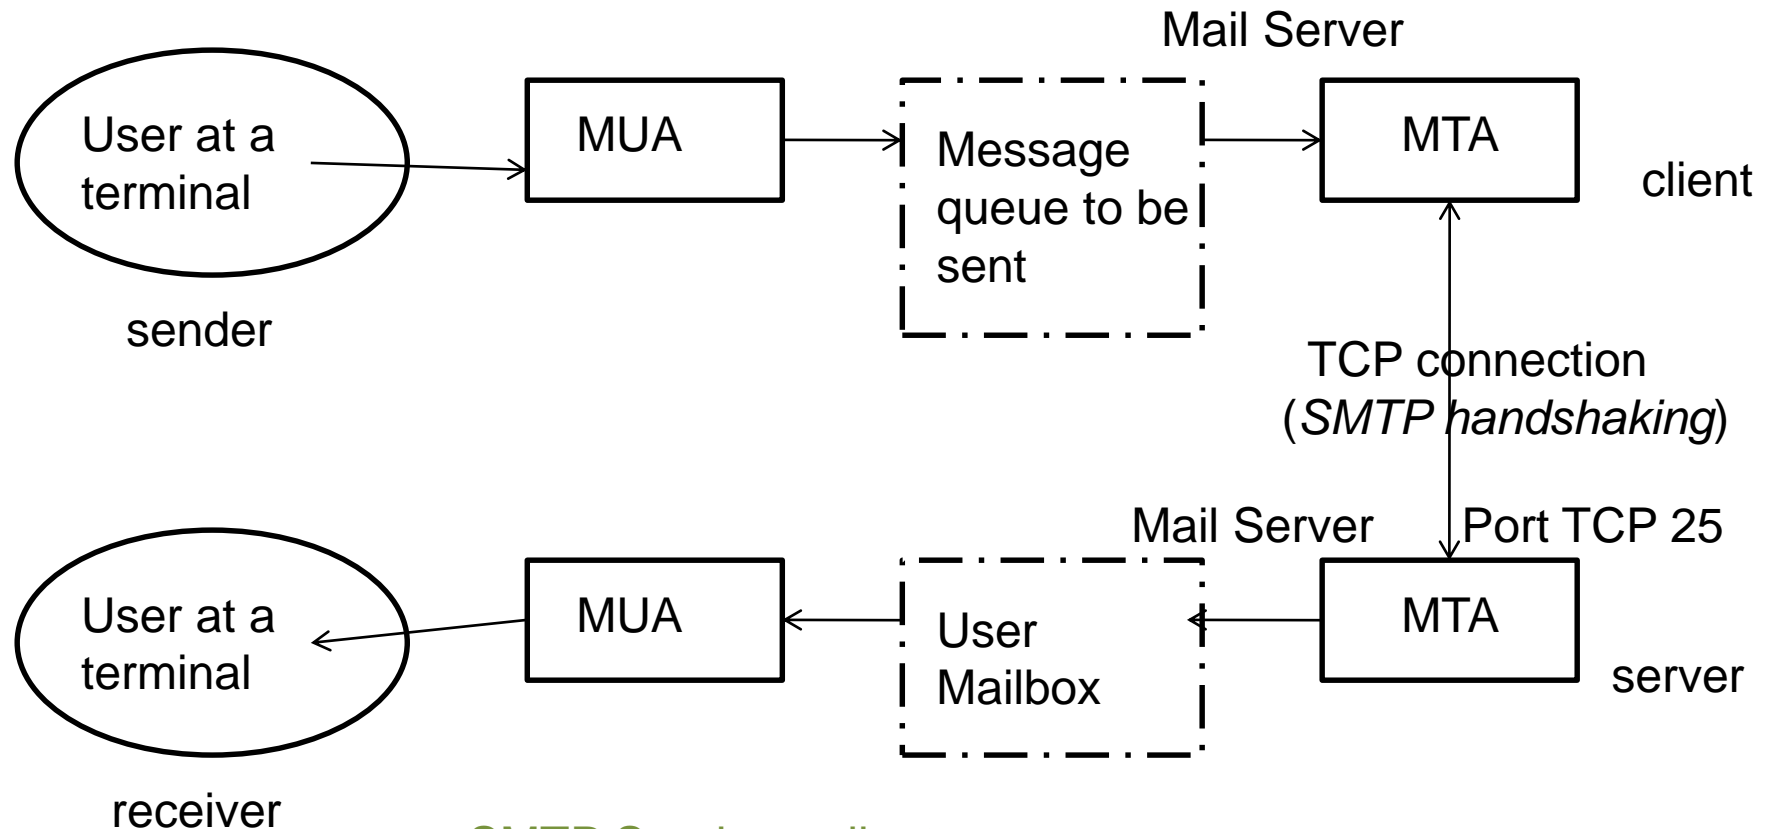 Mail Server
User at a
terminal
MUA
Message
queue to be
sent
MTA
client
sender
TCP connection
(SMTP handshaking)
Mail Server
Port TCP 25
User at a
terminal
MUA
User
Mailbox
MTA
server
receiver